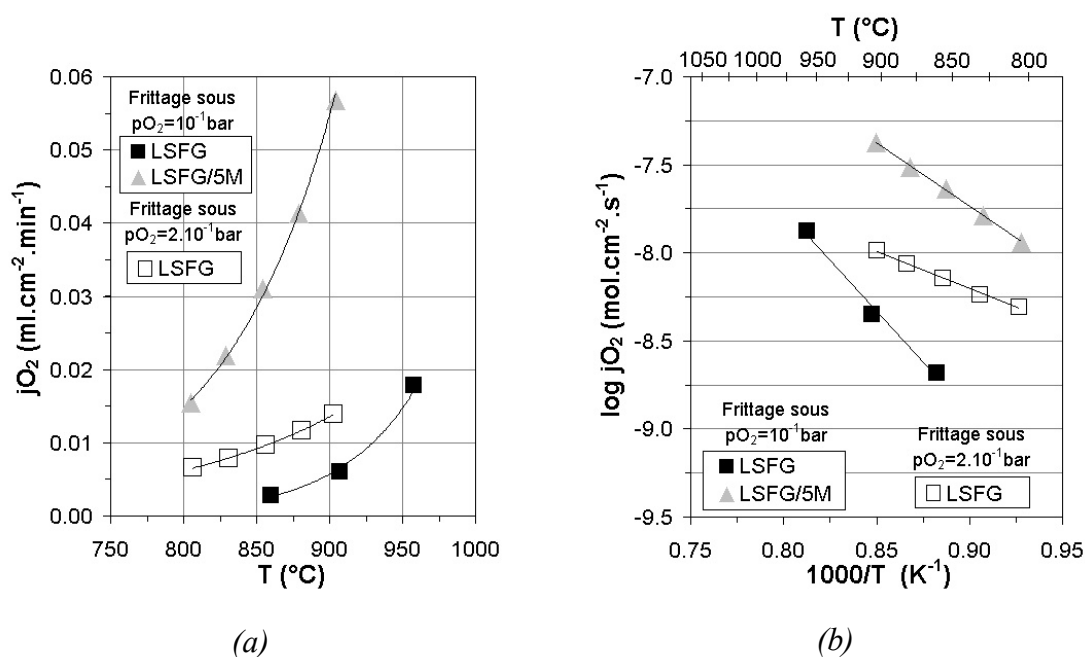 0.06
0.05
0.04
0.03
0.02
0.01
0.00
jO₂ (ml.cm⁻².min⁻¹)
Frittage sous
pO₂=10⁻¹bar
LSFG
LSFG/5M
Frittage sous
pO₂=2.10⁻¹bar
LSFG
750 800 850 900 950 1000
T (°C)
(a)
T (°C)
1050 1000 950 900 850 800
-7.0
-7.5
-8.0
-8.5
-9.0
-9.5
log jO₂ (mol.cm⁻².s⁻¹)
Frittage sous
pO₂=10⁻¹bar
LSFG
LSFG/5M
Frittage sous
pO₂=2.10⁻¹bar
LSFG
0.75 0.80 0.85 0.90 0.95
1000/T (K⁻¹)
(b)